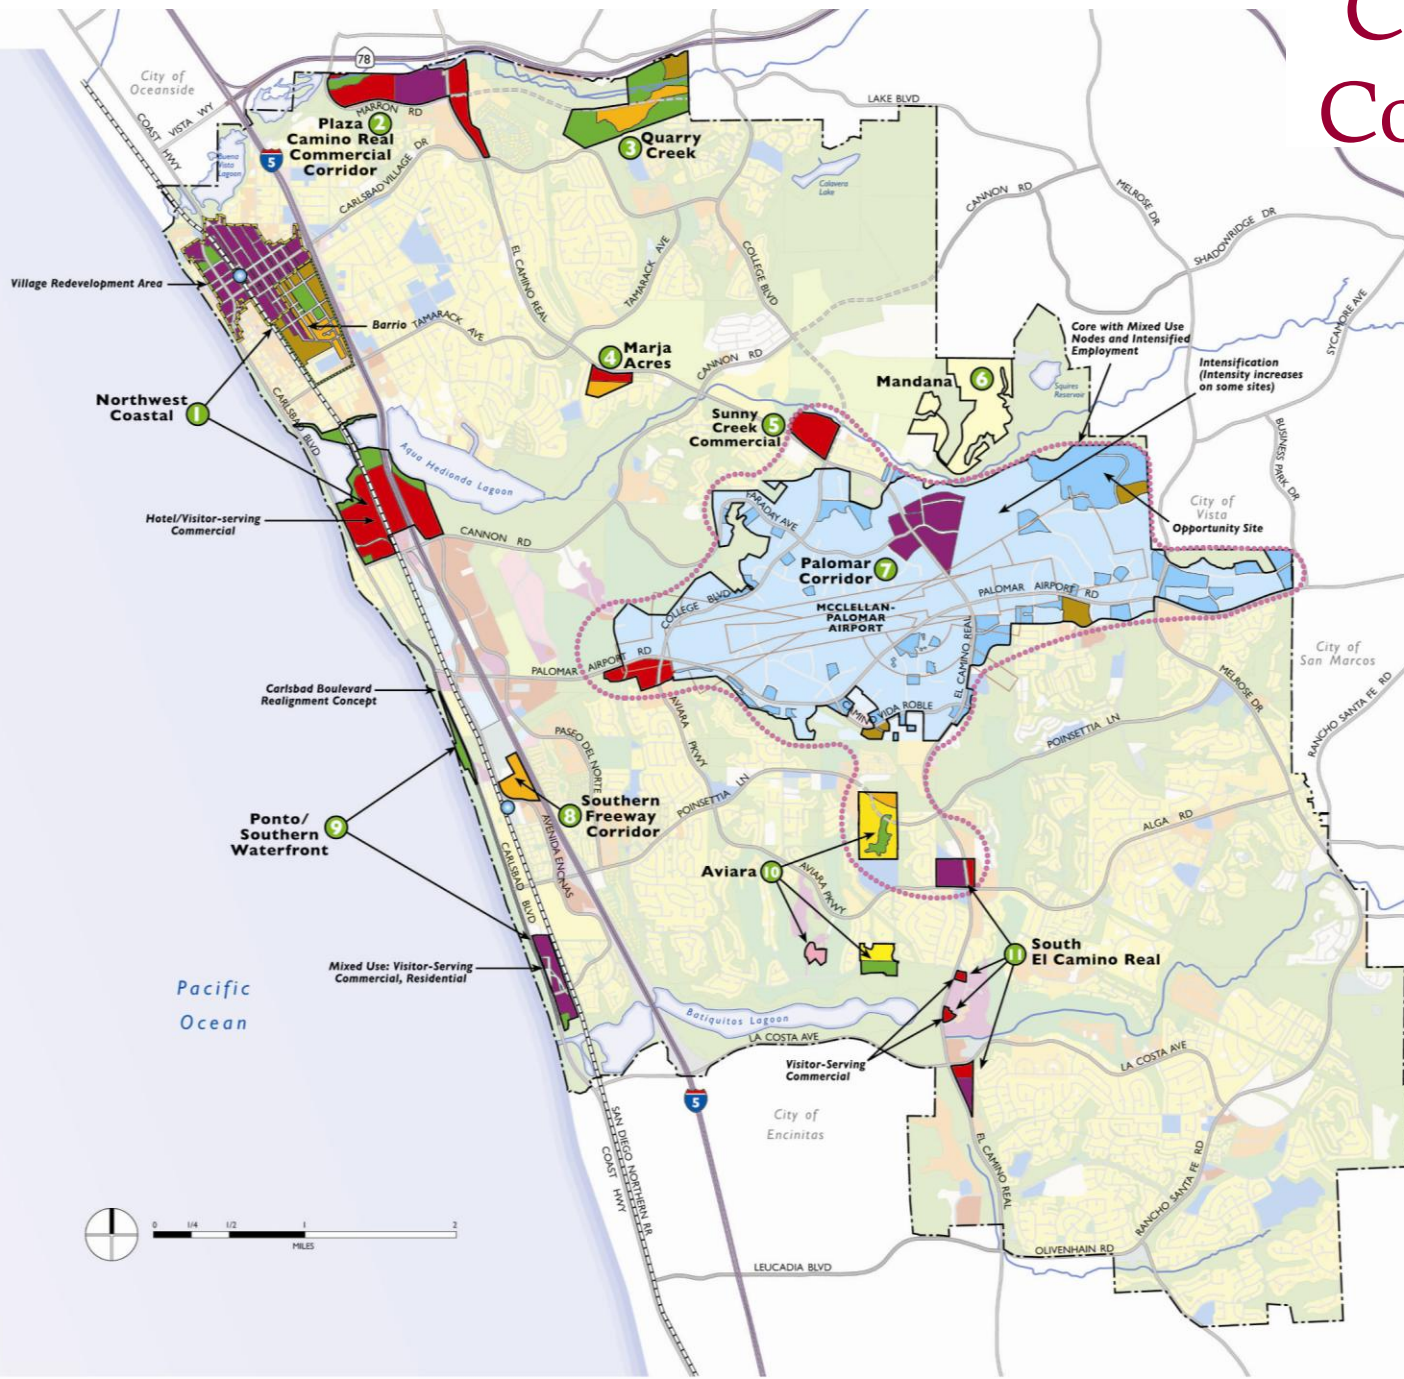 C
Co
78
City of
Oceanside
COAST HWY
VISTA WY
MARRON RD
Plaza 2
Camino Real
Commercial
Corridor
5
Buena
Vista
Lagoon
CARLSBAD VILLAGE DR
3 Quarry
Creek
LAKE BLVD
Calavera
Lake
CANNON RD
MELROSE DR
SHADOWRIDGE DR
SYCAMORE AVE
EL CAMINO REAL
TAMARACK AVE
COLLEGE BLVD
Village Redevelopment Area
Barrio
TAMARACK AVE
4 Marja
Acres
CANNON RD
Core with Mixed Use
Nodes and Intensified
Employment
Intensification
(Intensity increases
on some sites)
Mandana 6
Squires
Reservoir
Northwest
Coastal 1
CARLSBAD BLVD
Sunny
Creek 5
Commercial
BUSINESS PARK DR
Agua Hedionda Lagoon
City of
Vista
Opportunity Site
Hotel/Visitor-serving
Commercial
CANNON RD
FARADAY AVE
Palomar
Corridor 7
COLLEGE BLVD
MCCLELLAN-
PALOMAR
AIRPORT
PALOMAR AIRPORT RD
EL CAMINO REAL
City of
San Marcos
PALOMAR AIRPORT RD
Carlsbad Boulevard
Realignment Concept
CAMINO VIDA ROBLE
MELROSE DR
RANCHO SANTA FE RD
AVIARA PKWY
PASEO DEL NORTE
POINSETTIA LN
POINSETTIA LN
Ponto/
Southern 9
Waterfront
8 Southern
Freeway
Corridor
AVENIDA ENCINAS
CARLSBAD BLVD
ALGA RD
Aviara 10
AVIARA PKWY
11 South
El Camino Real
Mixed Use: Visitor-Serving
Commercial, Residential
Pacific
Ocean
Batiquitos Lagoon
LA COSTA AVE
LA COSTA AVE
Visitor-Serving
Commercial
5
City of
Encinitas
SAN DIEGO NORTHERN RR
COAST HWY
EL CAMINO REAL
RANCHO SANTA FE RD
0 1/4 1/2 1 2
MILES
OLIVENHAIN RD
LEUCADIA BLVD